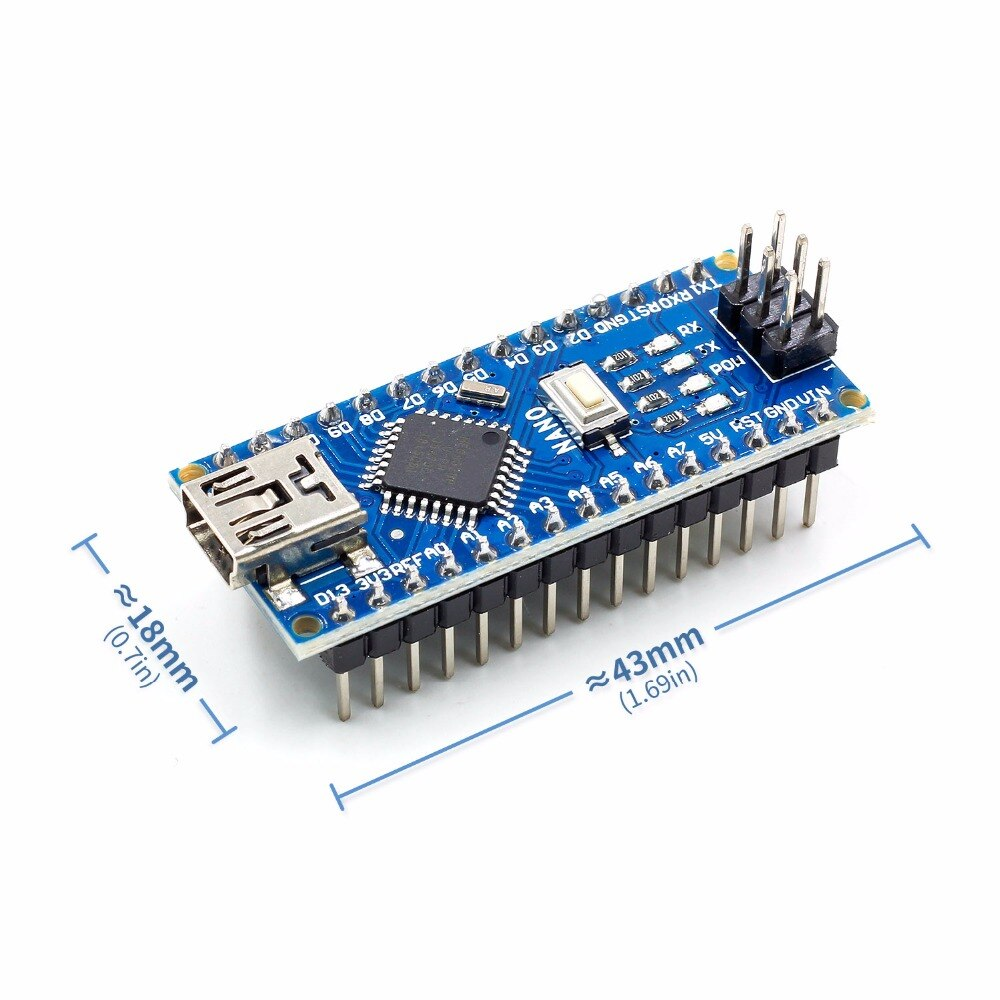 TX1 RX0 RST GND D2 D3 D4 D5 D6 D7 D8 D9
RX
TX
POW
L
NANO
D13 3V3 REF A0 A1 A2 A3 A4 A5 A6 A7 5V RST GND VIN
≈18mm
(0.7in)
≈43mm
(1.69in)